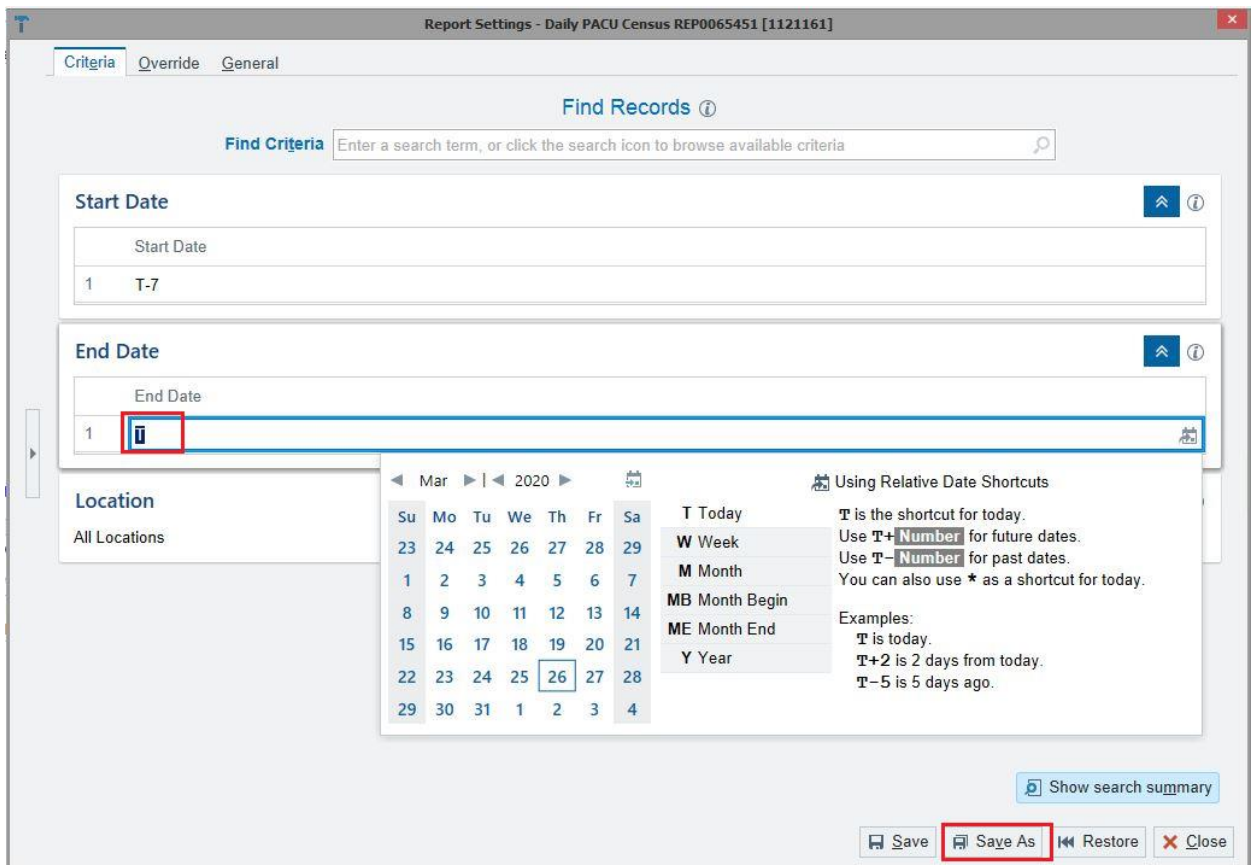 Report Settings - Daily PACU Census REP0065451 [1121161]
Criteria Override General
Find Records
Find Criteria Enter a search term, or click the search icon to browse available criteria
Start Date
Start Date
1 T-7
End Date
End Date
1 T
Location
All Locations
Mar 2020
Su Mo Tu We Th Fr Sa
23 24 25 26 27 28 29
1 2 3 4 5 6 7
8 9 10 11 12 13 14
15 16 17 18 19 20 21
22 23 24 25 26 27 28
29 30 31 1 2 3 4
T Today
W Week
M Month
MB Month Begin
ME Month End
Y Year
Using Relative Date Shortcuts
T is the shortcut for today.
Use T+ Number for future dates.
Use T- Number for past dates.
You can also use * as a shortcut for today.
Examples:
T is today.
T+2 is 2 days from today.
T-5 is 5 days ago.
Show search summary
Save Save As Restore Close